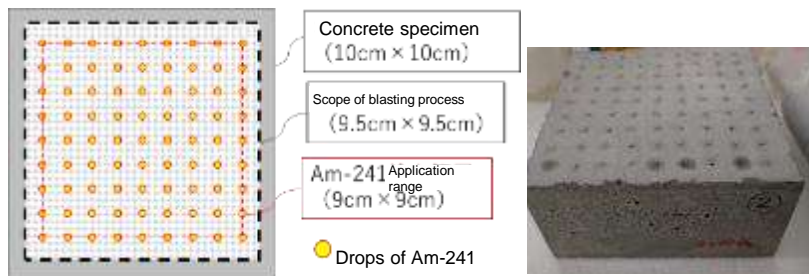 Concrete specimen
(10cm × 10cm)
Scope of blasting process
(9.5cm × 9.5cm)
Am-241 Application
range
(9cm × 9cm)
Drops of Am-241
②